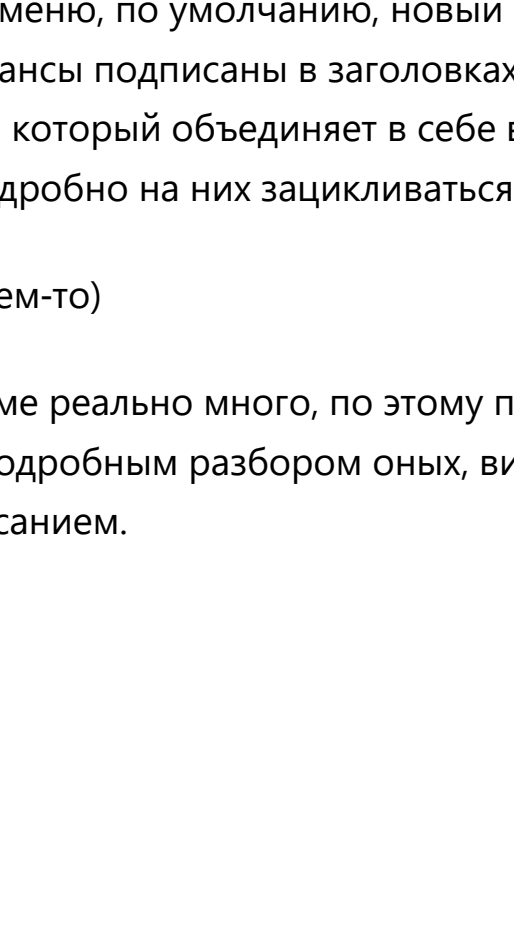 меню, по умолчанию, новый
ансы подписаны в заголовках
который объединяет в себе в
дробно на них зацикливаться
ем-то)
ме реально много, по этому п
одробным разбором оных, ви
санием.